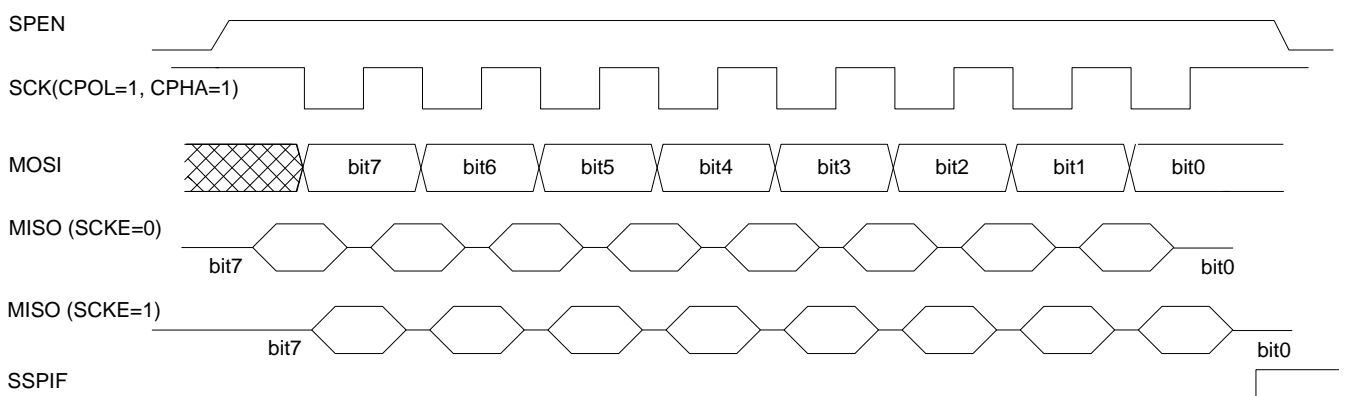 SPEN
SCK(CPOL=1, CPHA=1)
MOSI
bit7 bit6 bit5 bit4 bit3 bit2 bit1 bit0
MISO (SCKE=0)
bit7 bit0
MISO (SCKE=1)
bit7 bit0
SSPIF